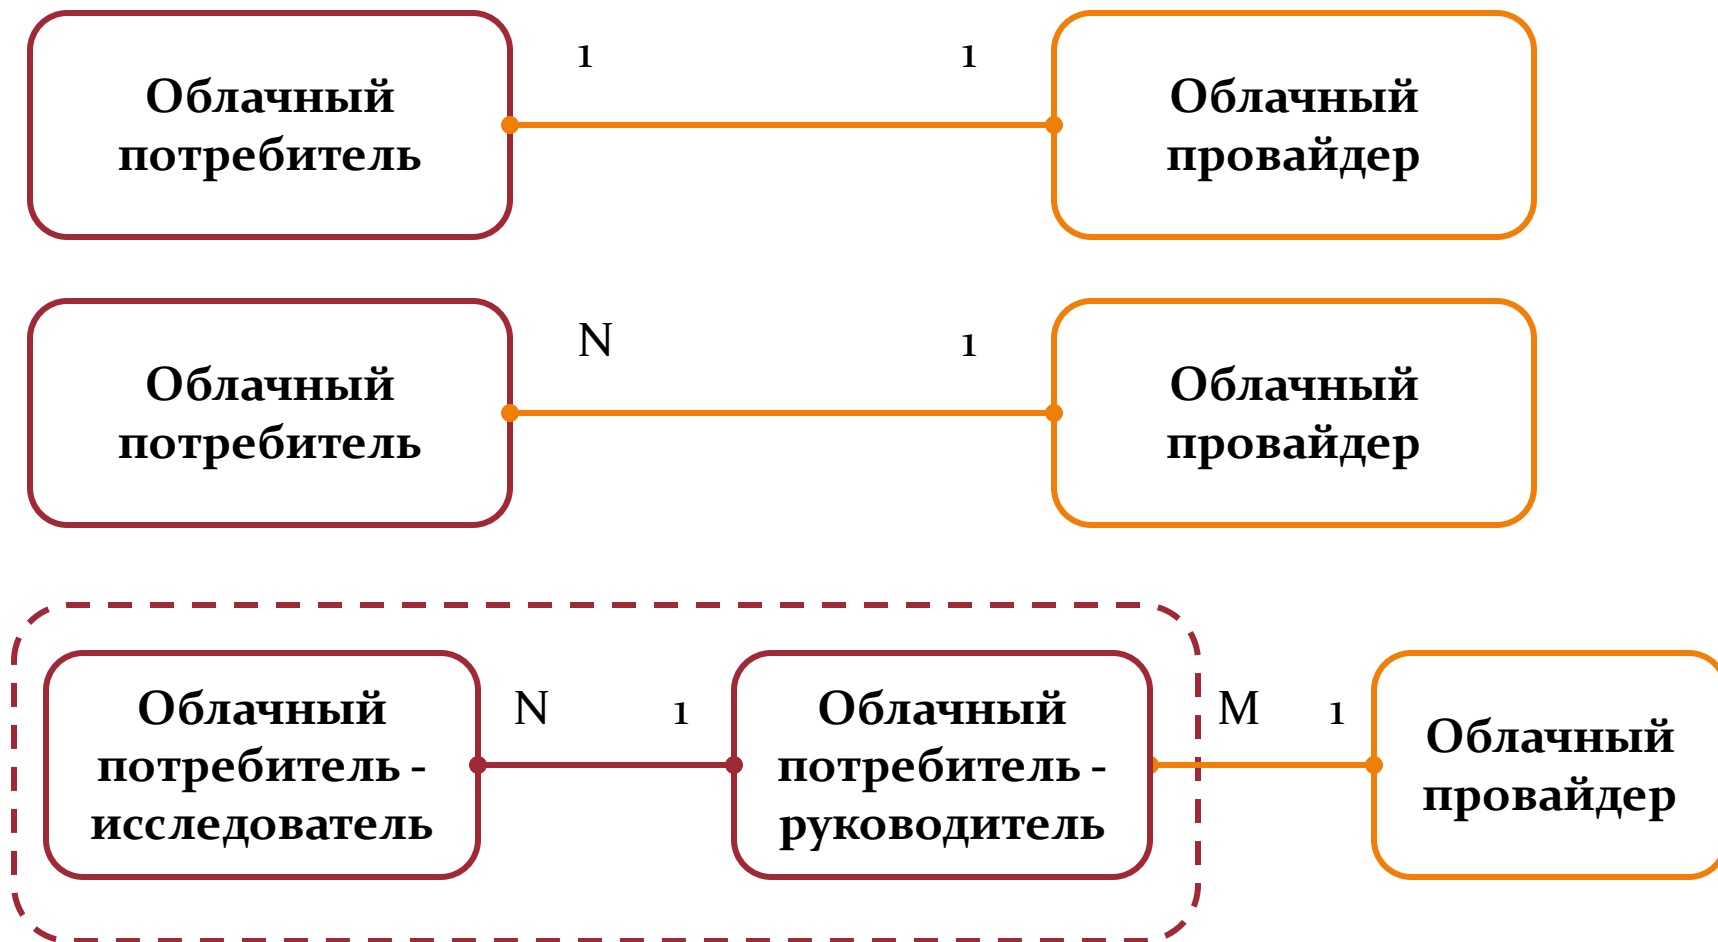 1 1
Облачный Облачный
потребитель провайдер
N 1
Облачный Облачный
потребитель провайдер
N 1 M 1
Облачный
потребитель -
исследователь
Облачный
потребитель -
руководитель
Облачный
провайдер